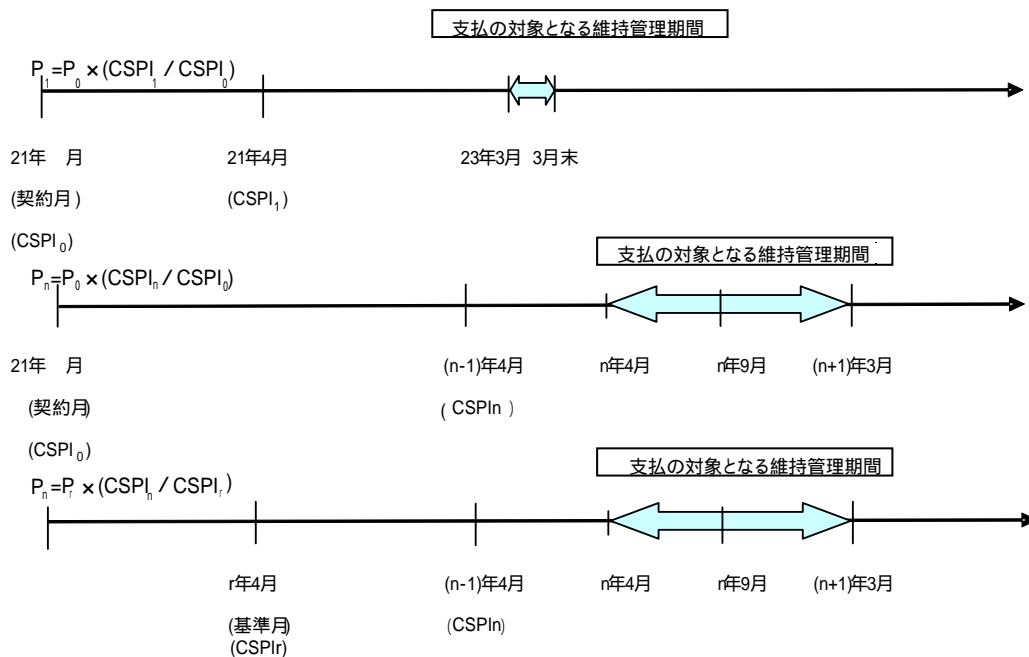 支払の対象となる維持管理期間
P₁=P₀×(CSPI₁/CSPI₀)
21年 月 21年4月 23年3月 3月末
(契約月) (CSPI₁)
(CSPI₀)
支払の対象となる維持管理期間
Pₙ=P₀×(CSPIₙ/CSPI₀)
21年 月 (n-1)年4月 n年4月 n年9月 (n+1)年3月
(契約月) (CSPIn)
(CSPI₀)
支払の対象となる維持管理期間
Pₙ=Pᵣ×(CSPIₙ/CSPIᵣ)
r年4月 (n-1)年4月 n年4月 n年9月 (n+1)年3月
(基準月) (CSPIn)
(CSPIr)